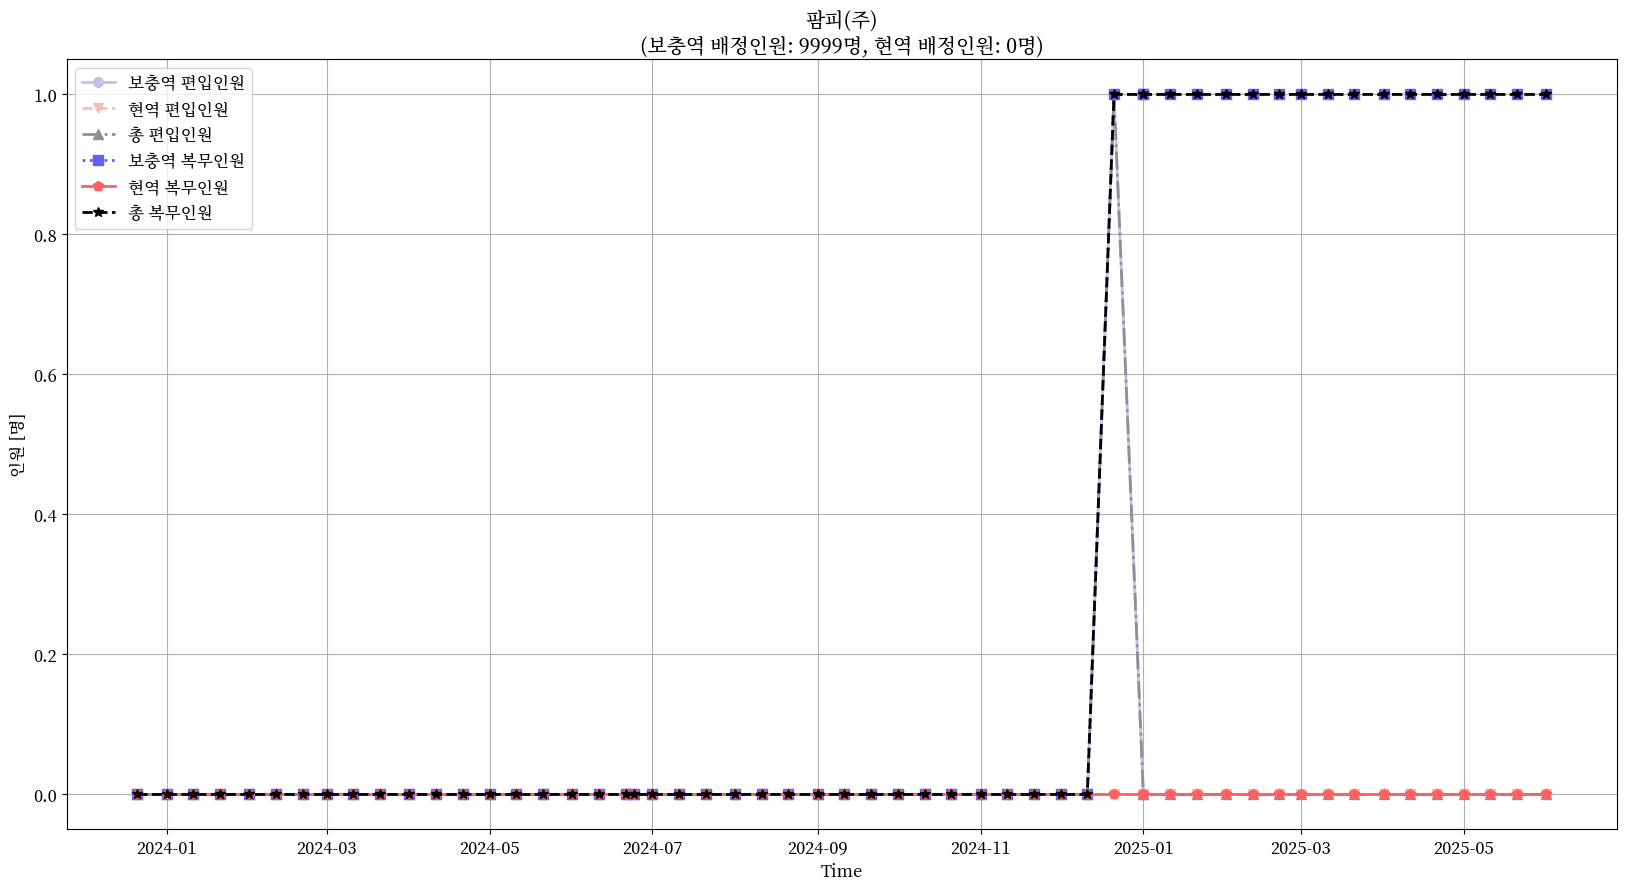 팜피(주)
(보충역 배정인원: 9999명, 현역 배정인원: 0명)
보충역 편입인원
현역 편입인원
총 편입인원
보충역 복무인원
현역 복무인원
총 복무인원
1.0
0.8
0.6
0.4
0.2
0.0
인원 [명]
2024-01
2024-03
2024-05
2024-07
2024-09
2024-11
2025-01
2025-03
2025-05
Time